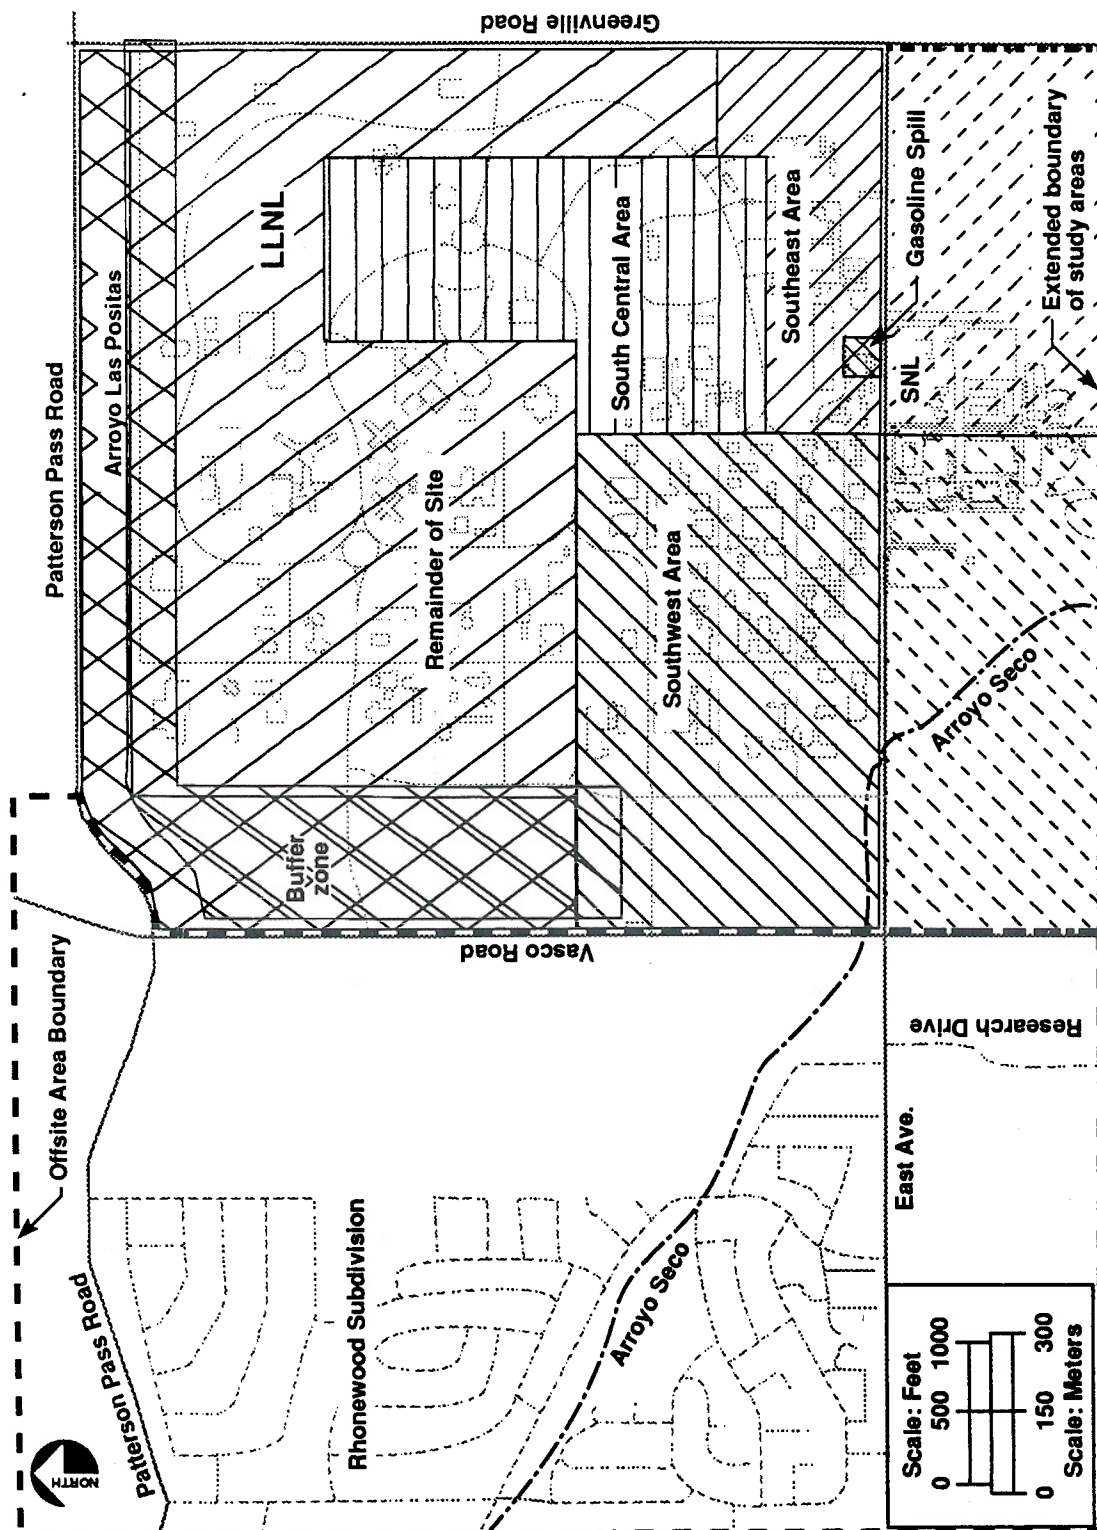 Patterson Pass Road
Offsite Area Boundary
Patterson Pass Road
NORTH
Arroyo Las Positas
LLNL
Greenville Road
Buffer
zone
Vasco Road
Remainder of Site
South Central Area
Southwest Area
Southeast Area
Gasoline Spill
SNL
Extended boundary
of study areas
Arroyo Seco
Rhonewood Subdivision
Arroyo Seco
East Ave.
Research Drive
Scale: Feet
0 500 1000
0 150 300
Scale: Meters